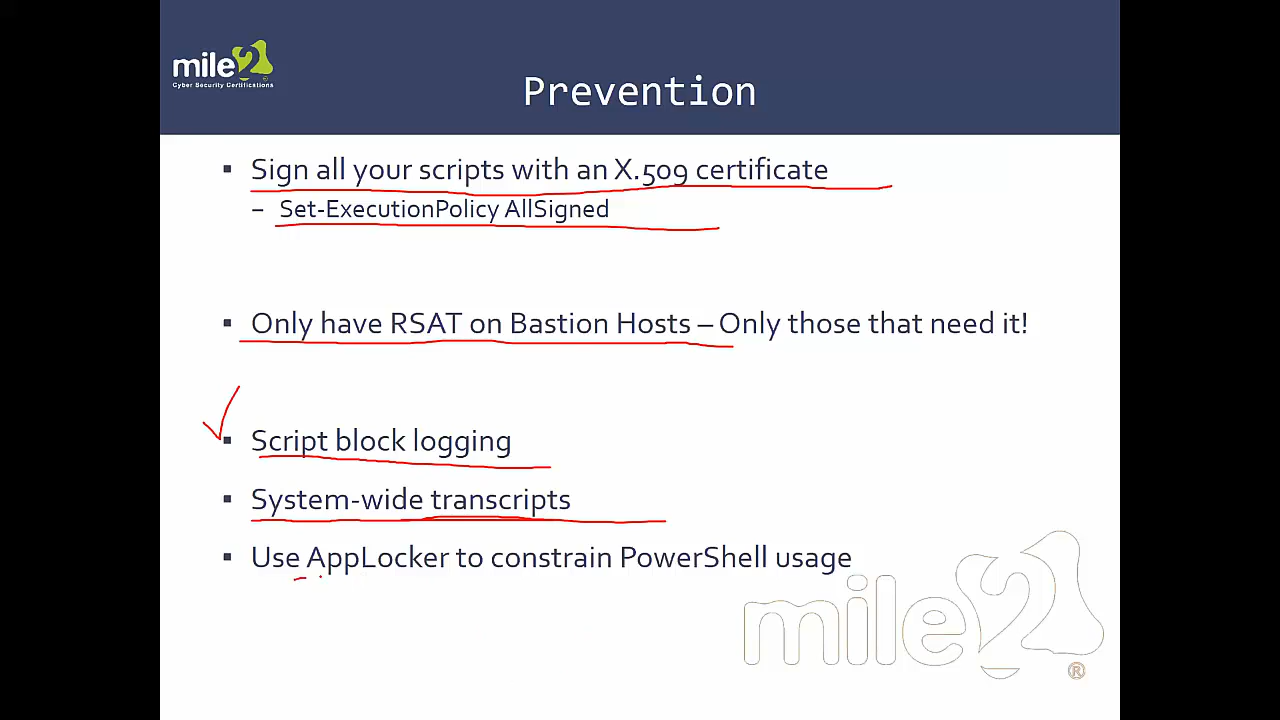 mile2®
Cyber Security Certifications
Prevention
▪ Sign all your scripts with an X.509 certificate
– Set-ExecutionPolicy AllSigned
▪ Only have RSAT on Bastion Hosts – Only those that need it!
▪ Script block logging
▪ System-wide transcripts
▪ Use AppLocker to constrain PowerShell usage
mile2®